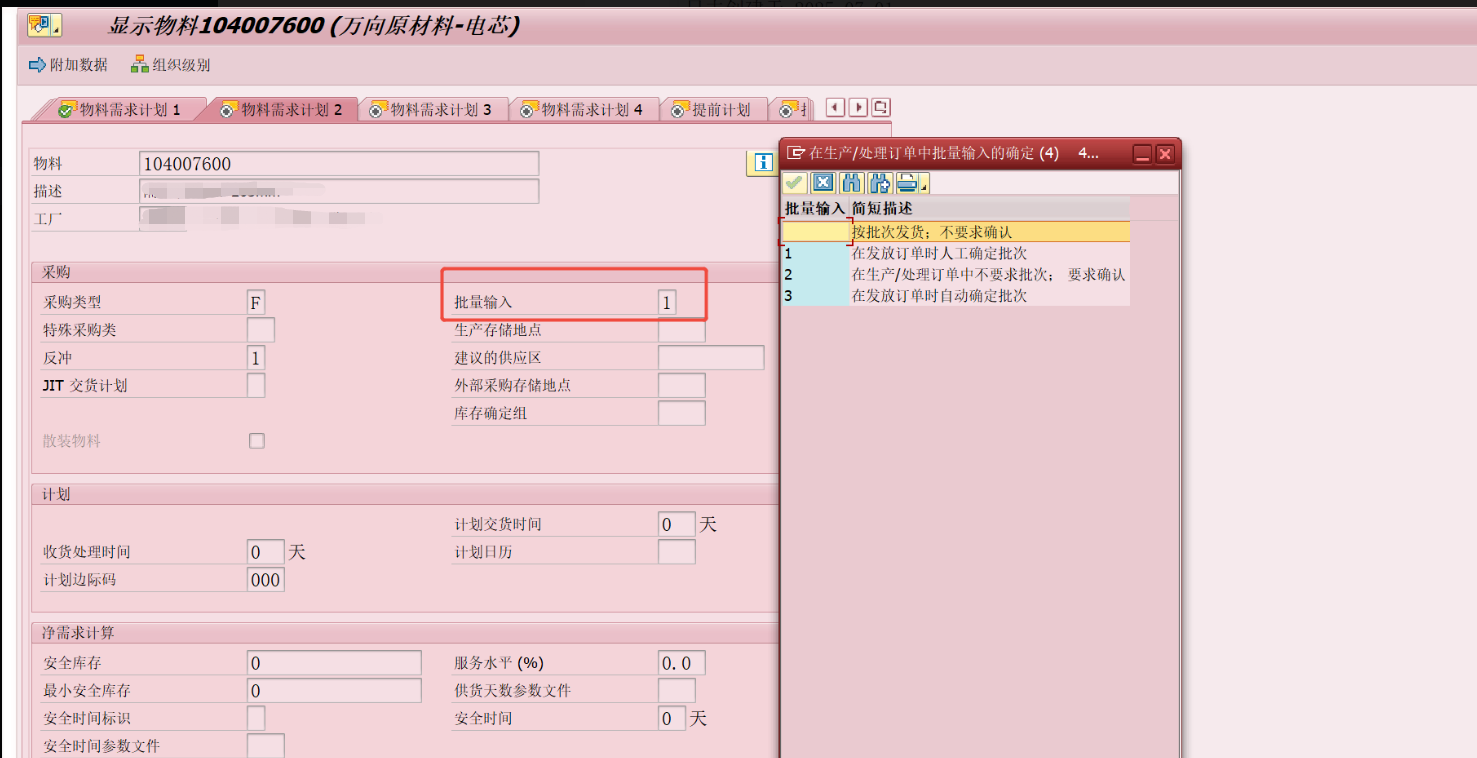 显示物料104007600 (万向原材料-电芯)
附加数据 组织级别
物料需求计划 1 物料需求计划 2 物料需求计划 3 物料需求计划 4 提前计划
物料 104007600
描述
工厂
采购
采购类型 F 批量输入 1
特殊采购类 生产存储地点
反冲 1 建议的供应区
JIT 交货计划 外部采购存储地点
库存确定组
散装物料
计划
计划交货时间 0 天
收货处理时间 0 天 计划日历
计划边际码 000
净需求计算
安全库存 0 服务水平 (%) 0.0
最小安全库存 0 供货天数参数文件
安全时间标识 安全时间 0 天
安全时间参数文件
在生产/处理订单中批量输入的确定 (4) 4...
批量输入 简短描述
按批次发货；不要求确认
1 在发放订单时人工确定批次
2 在生产/处理订单中不要求批次； 要求确认
3 在发放订单时自动确定批次